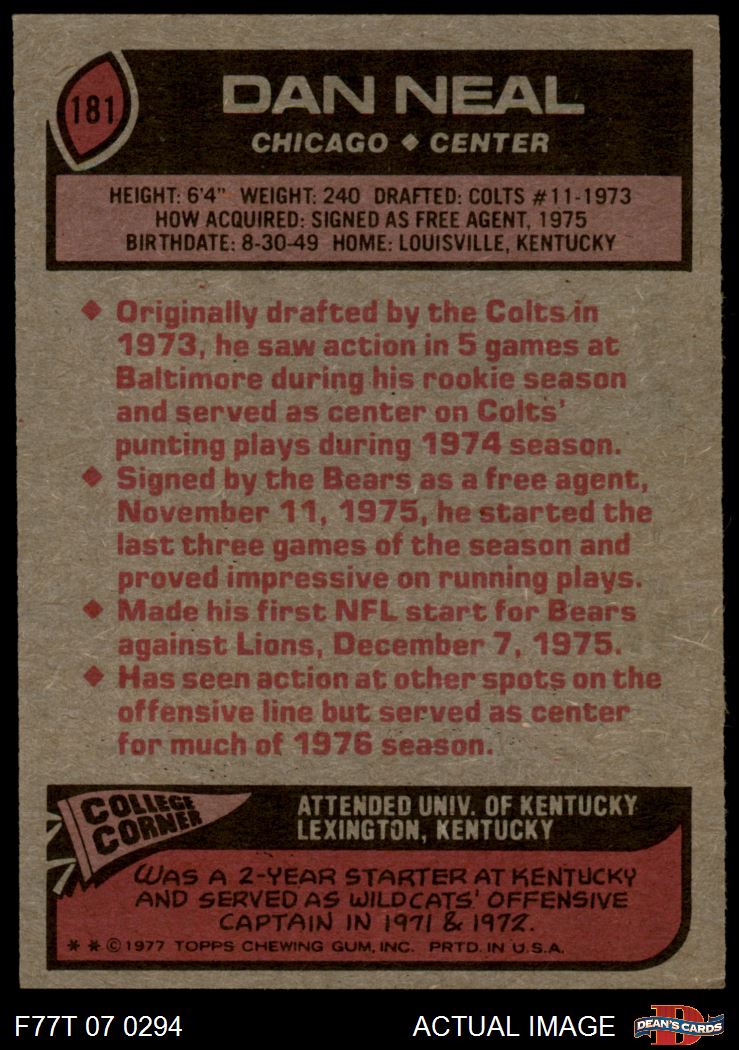 181
DAN NEAL
CHICAGO ◆ CENTER
HEIGHT: 6'4" WEIGHT: 240 DRAFTED: COLTS #11-1973
HOW ACQUIRED: SIGNED AS FREE AGENT, 1975
BIRTHDATE: 8-30-49 HOME: LOUISVILLE, KENTUCKY
◆ Originally drafted by the Colts in
1973, he saw action in 5 games at
Baltimore during his rookie season
and served as center on Colts'
punting plays during 1974 season.
◆ Signed by the Bears as a free agent,
November 11, 1975, he started the
last three games of the season and
proved impressive on running plays.
◆ Made his first NFL start for Bears
against Lions, December 7, 1975.
◆ Has seen action at other spots on the
offensive line but served as center
for much of 1976 season.
COLLEGE
CORNER
ATTENDED UNIV. OF KENTUCKY
LEXINGTON, KENTUCKY
WAS A 2-YEAR STARTER AT KENTUCKY
AND SERVED AS WILDCATS' OFFENSIVE
CAPTAIN IN 1971 & 1972.
* * © 1977 TOPPS CHEWING GUM, INC. PRTD. IN U.S.A.
F77T 07 0294
ACTUAL IMAGE
D
DEAN'S CARDS